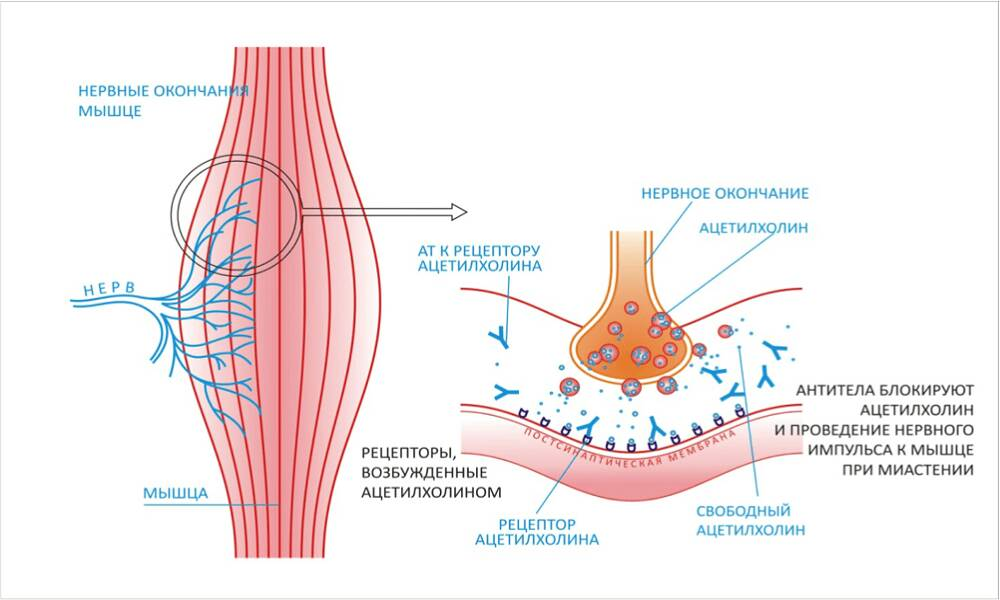 НЕРВНЫЕ ОКОНЧАНИЯ
МЫШЦЕ
НЕРВ
МЫШЦА
НЕРВНОЕ ОКОНЧАНИЕ
АЦЕТИЛХОЛИН
АТ К РЕЦЕПТОРУ
АЦЕТИЛХОЛИНА
АНТИТЕЛА БЛОКИРУЮТ
АЦЕТИЛХОЛИН
И ПРОВЕДЕНИЕ НЕРВНОГО
ИМПУЛЬСА К МЫШЦЕ
ПРИ МИАСТЕНИИ
ПОСТСИНАПТИЧЕСКАЯ МЕМБРАНА
РЕЦЕПТОРЫ,
ВОЗБУЖДЕННЫЕ
АЦЕТИЛХОЛИНОМ
РЕЦЕПТОР
АЦЕТИЛХОЛИНА
СВОБОДНЫЙ
АЦЕТИЛХОЛИН